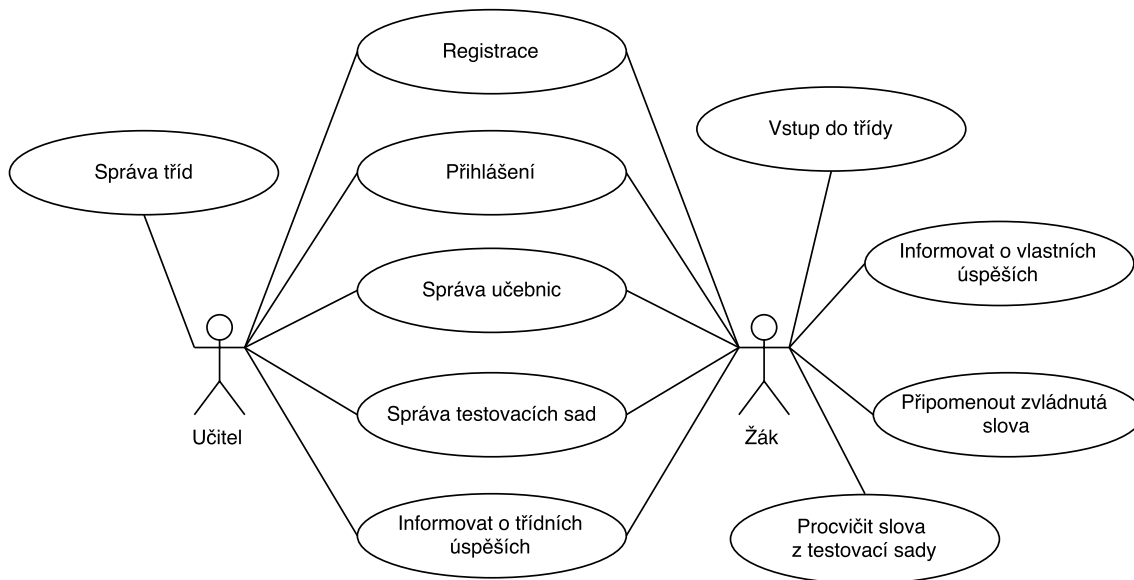 Registrace
Vstup do třídy
Správa tříd
Přihlášení
Informovat o vlastních
úspěších
Správa učebnic
Správa testovacích sad
Připomenout zvládnutá
slova
Učitel
Žák
Informovat o třídních
úspěších
Procvičit slova
z testovací sady